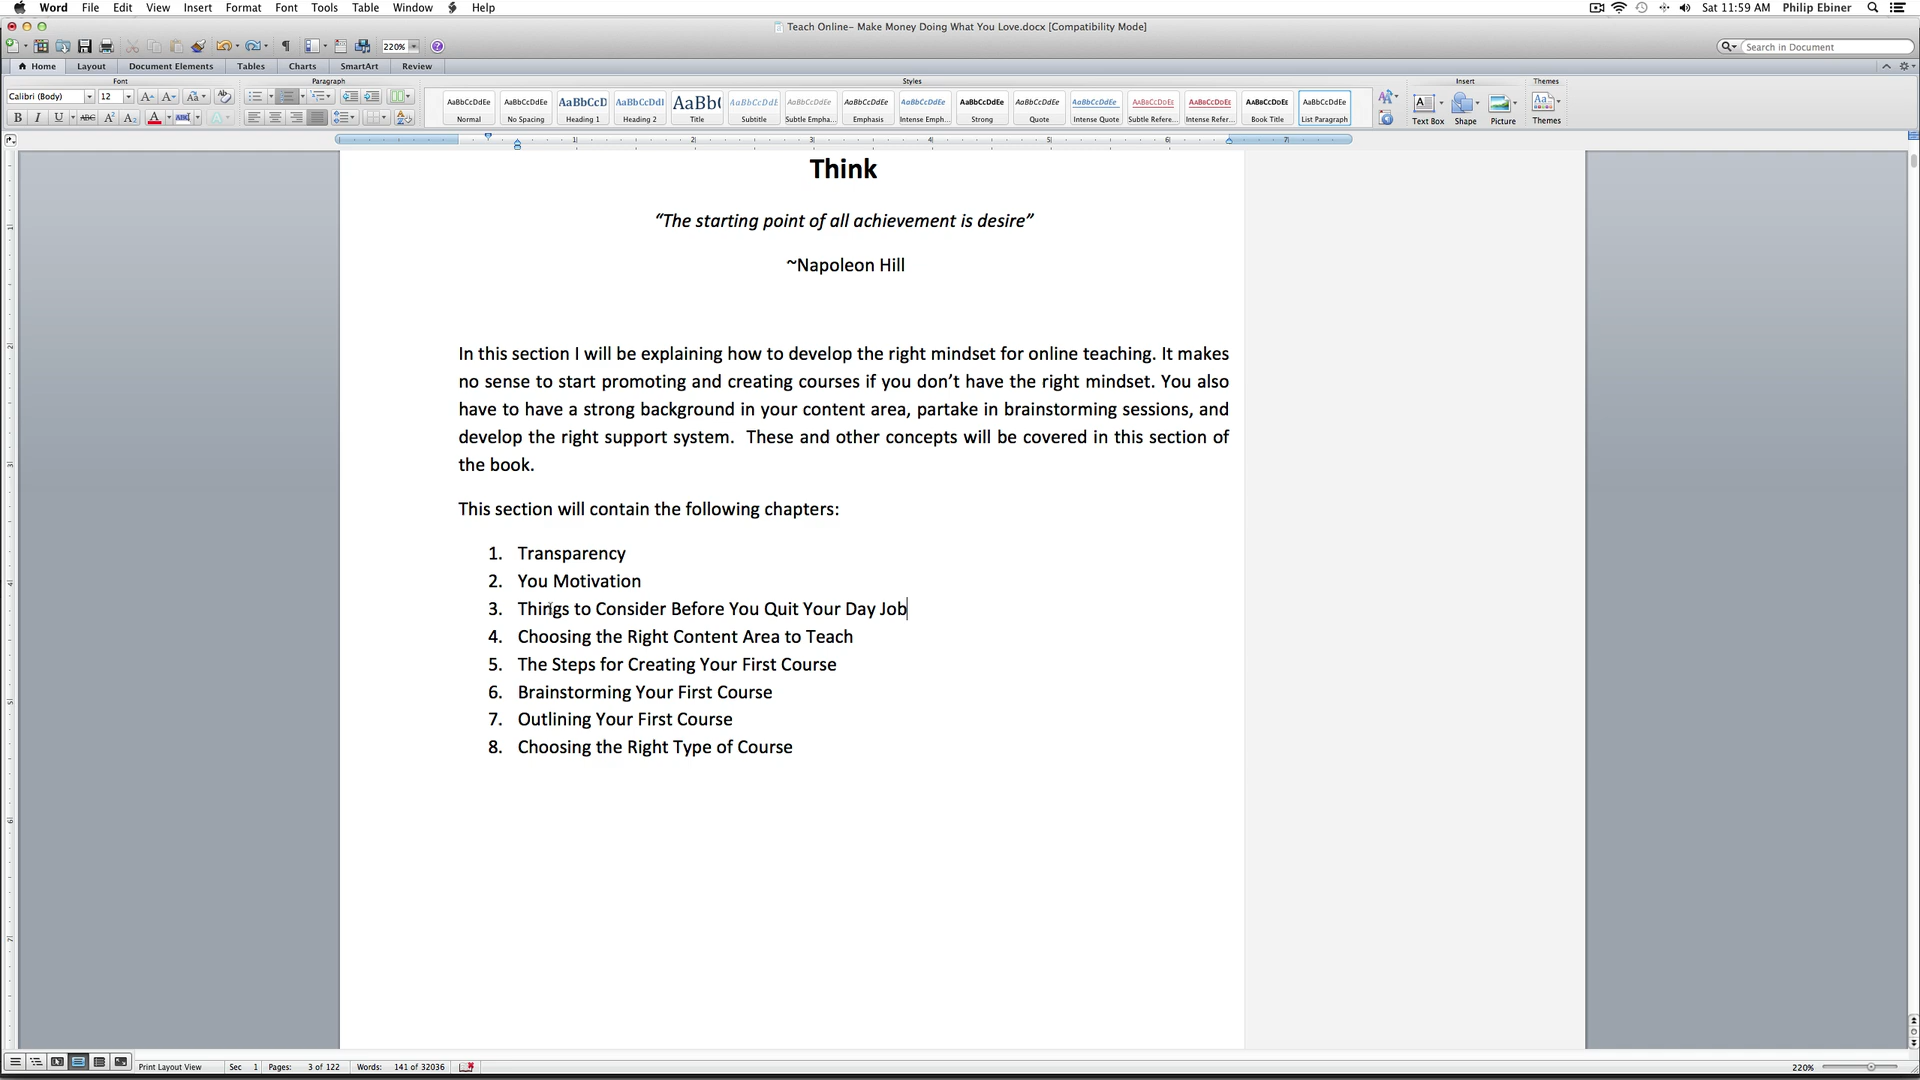 Word File Edit View Insert Format Font Tools Table Window Help Sat 11:59 AM Philip Ebiner
Teach Online- Make Money Doing What You Love.docx [Compatibility Mode]
220% Search in Document
Home Layout Document Elements Tables Charts SmartArt Review
Font Paragraph Styles Insert Themes
Calibri (Body) 12
AaBbCcDdEe AaBbCcDdEe AaBbCcD AaBbCcDdI AaBb( AaBbCcDdE AaBbCcDdEe AaBbCcDdEe AaBbCcDdEe AaBbCcDdEe AaBbCcDdEe AaBbCcDdEe AaBbCcDdEe AaBbCcDdEe AaBbCcDdEe AaBbCcDdEe
Normal No Spacing Heading 1 Heading 2 Title Subtitle Subtle Empha... Emphasis Intense Emph... Strong Quote Intense Quote Subtle Refere... Intense Refer... Book Title List Paragraph Text Box Shape Picture Themes
Think
“The starting point of all achievement is desire”
~Napoleon Hill
In this section I will be explaining how to develop the right mindset for online teaching. It makes
no sense to start promoting and creating courses if you don’t have the right mindset. You also
have to have a strong background in your content area, partake in brainstorming sessions, and
develop the right support system. These and other concepts will be covered in this section of
the book.
This section will contain the following chapters:
1. Transparency
2. You Motivation
3. Things to Consider Before You Quit Your Day Job
4. Choosing the Right Content Area to Teach
5. The Steps for Creating Your First Course
6. Brainstorming Your First Course
7. Outlining Your First Course
8. Choosing the Right Type of Course
Print Layout View Sec 1 Pages: 3 of 122 Words: 141 of 32036 220%